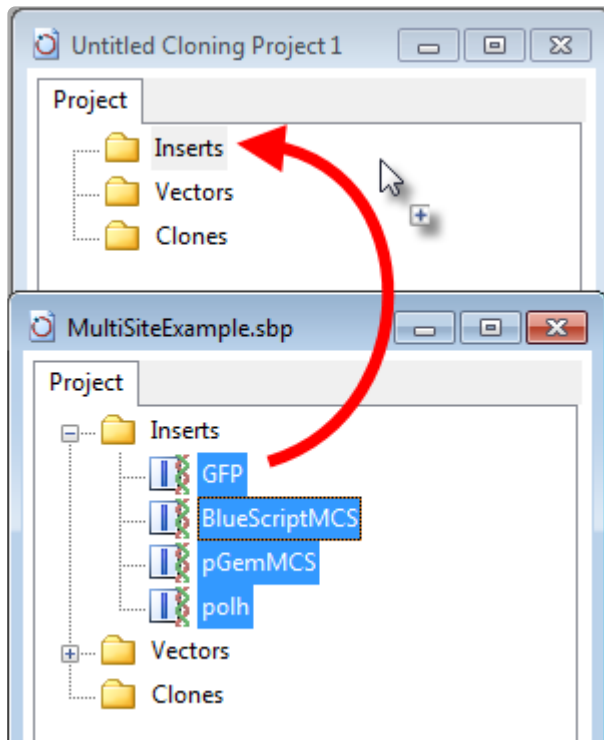 Untitled Cloning Project 1
Project
Inserts
Vectors
Clones
MultiSiteExample.sbp
Project
Inserts
GFP
BlueScriptMCS
pGemMCS
polh
Vectors
Clones